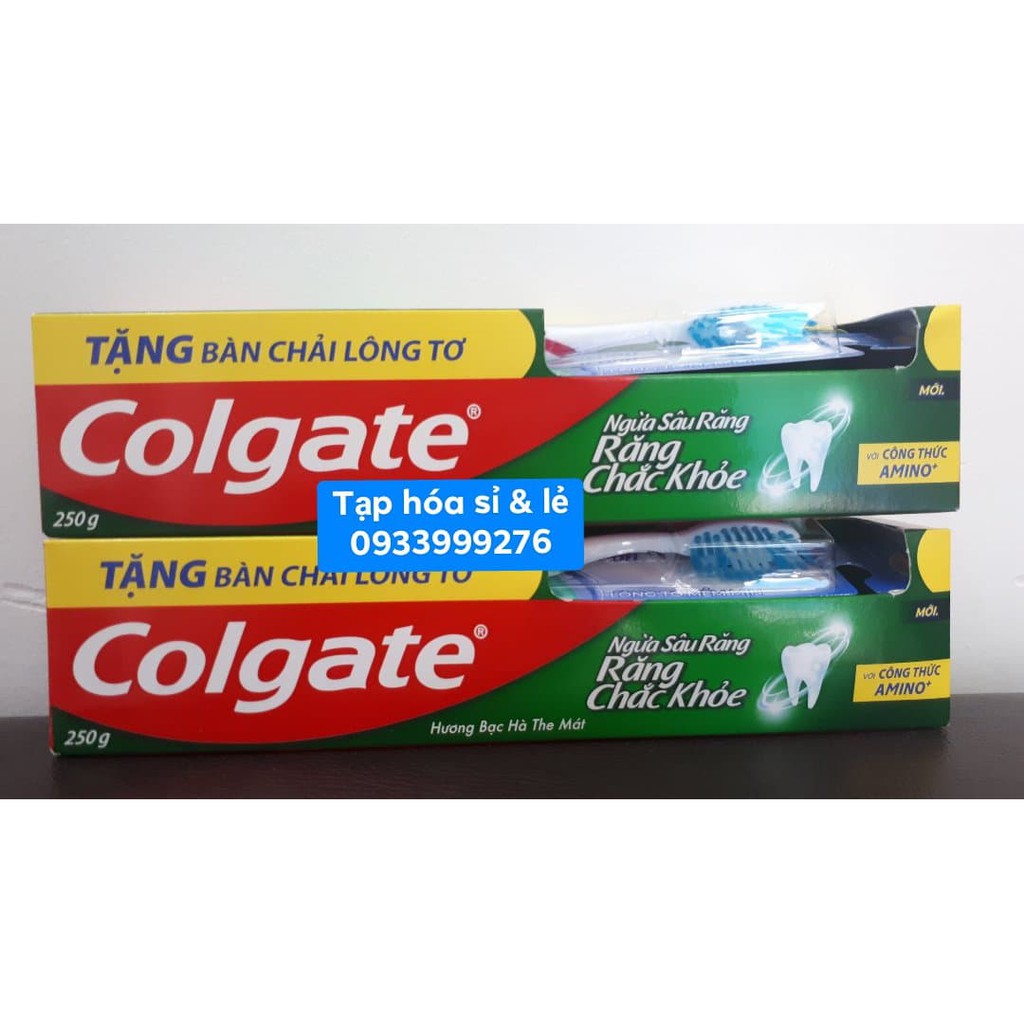 TẶNG BÀN CHẢI LÔNG TƠ
MỚI.
Colgate®
Ngừa Sâu Răng
Răng
Chắc Khỏe
VỚI CÔNG THỨC
AMINO+
250 g
Tạp hóa sỉ & lẻ
0933999276
TẶNG BÀN CHẢI LÔNG TƠ
MỚI.
Colgate®
Ngừa Sâu Răng
Răng
Chắc Khỏe
VỚI CÔNG THỨC
AMINO+
Hương Bạc Hà The Mát
250 g